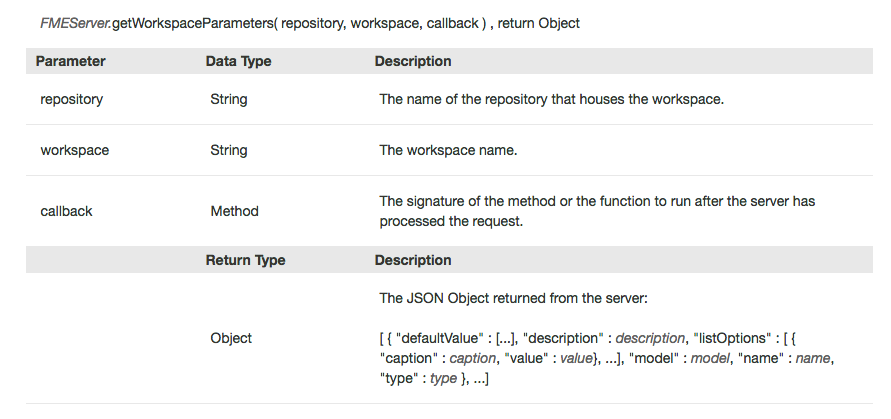 FMEServer.getWorkspaceParameters( repository, workspace, callback ) , return Object
Parameter Data Type Description
repository String The name of the repository that houses the workspace.
workspace String The workspace name.
callback Method The signature of the method or the function to run after the server has
processed the request.
Return Type Description
The JSON Object returned from the server:
Object [ { "defaultValue" : [...], "description" : description, "listOptions" : [ {
"caption" : caption, "value" : value}, ...], "model" : model, "name" : name,
"type" : type }, ...]